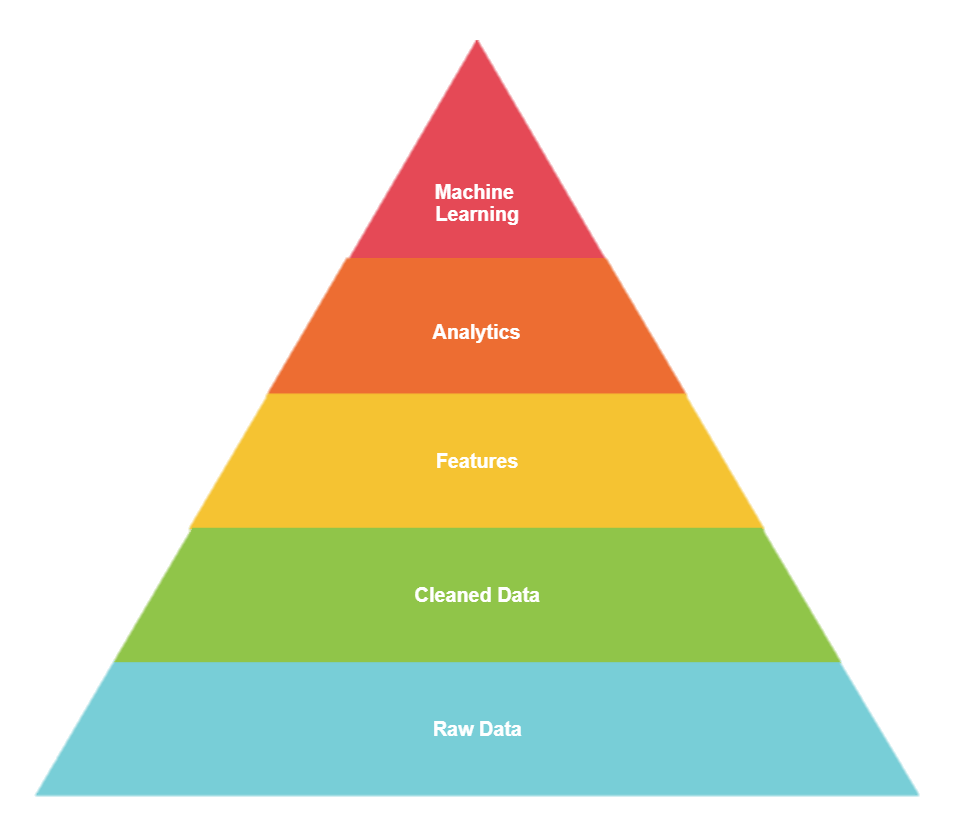 Machine
Learning
Analytics
Features
Cleaned Data
Raw Data